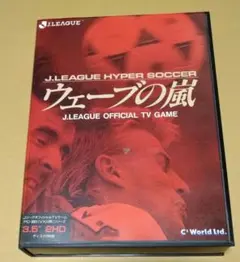 J.LEAGUE
J.LEAGUE HYPER SOCCER
ウェーブの嵐
J.LEAGUE OFFICIAL TV GAME
3.5" 2HD
C* World Ltd.